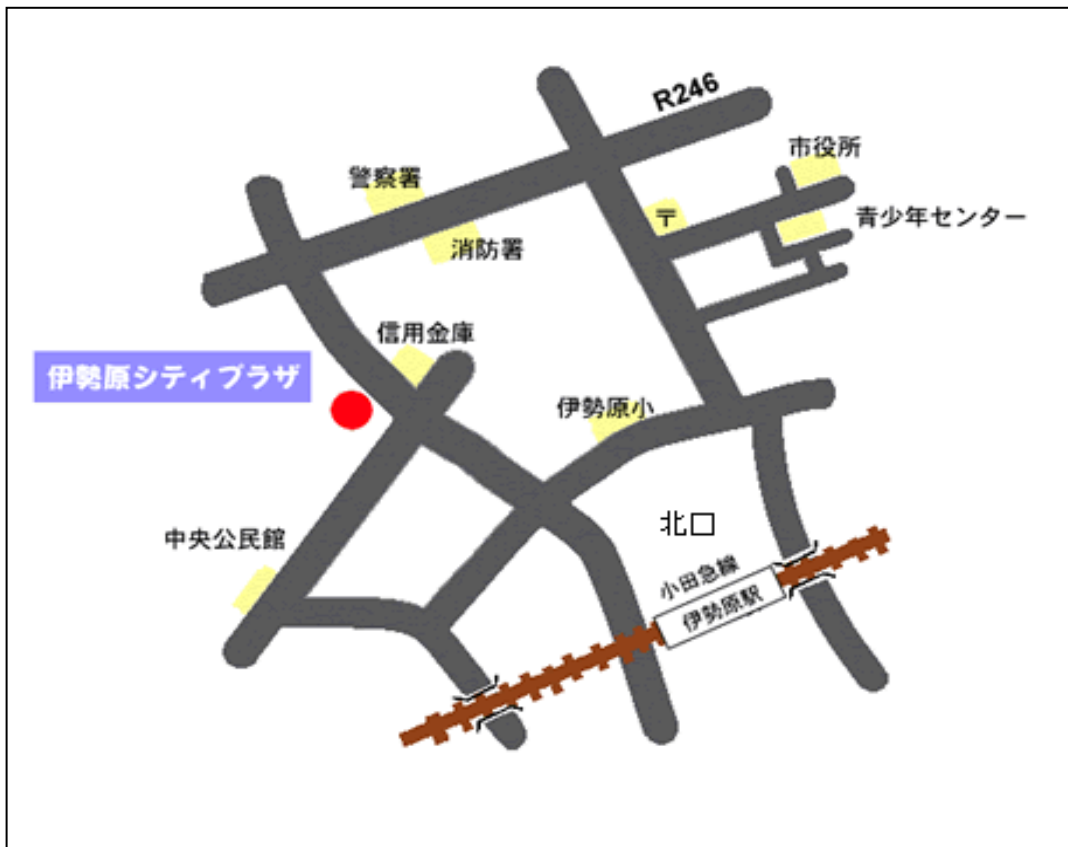 R246
市役所
警察署
〒
青少年センター
消防署
信用金庫
伊勢原シティプラザ
伊勢原小
北口
中央公民館
小田急線
伊勢原駅